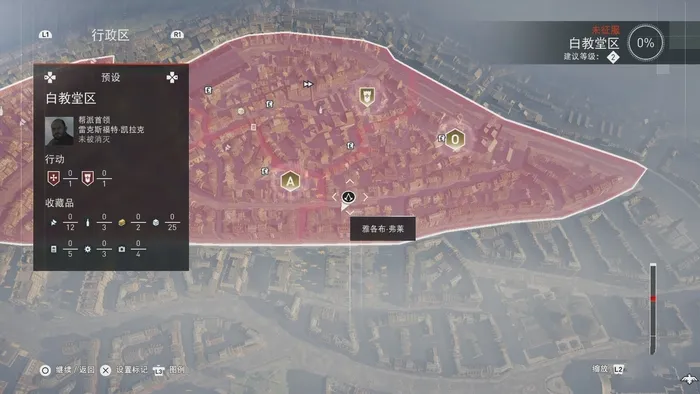 L1 行政区 R1
未征服
白教堂区
建议等级: 2
0%
预设
白教堂区
帮派首领
雷克斯福特·凯拉克
未被消灭
行动
0/1 0/1
收藏品
0/12 0/3 0/2 0/25
0/5 0/3 0/4
A
O
雅各布·弗莱
继续/返回 设置标记 L3 图例
缩放 L2